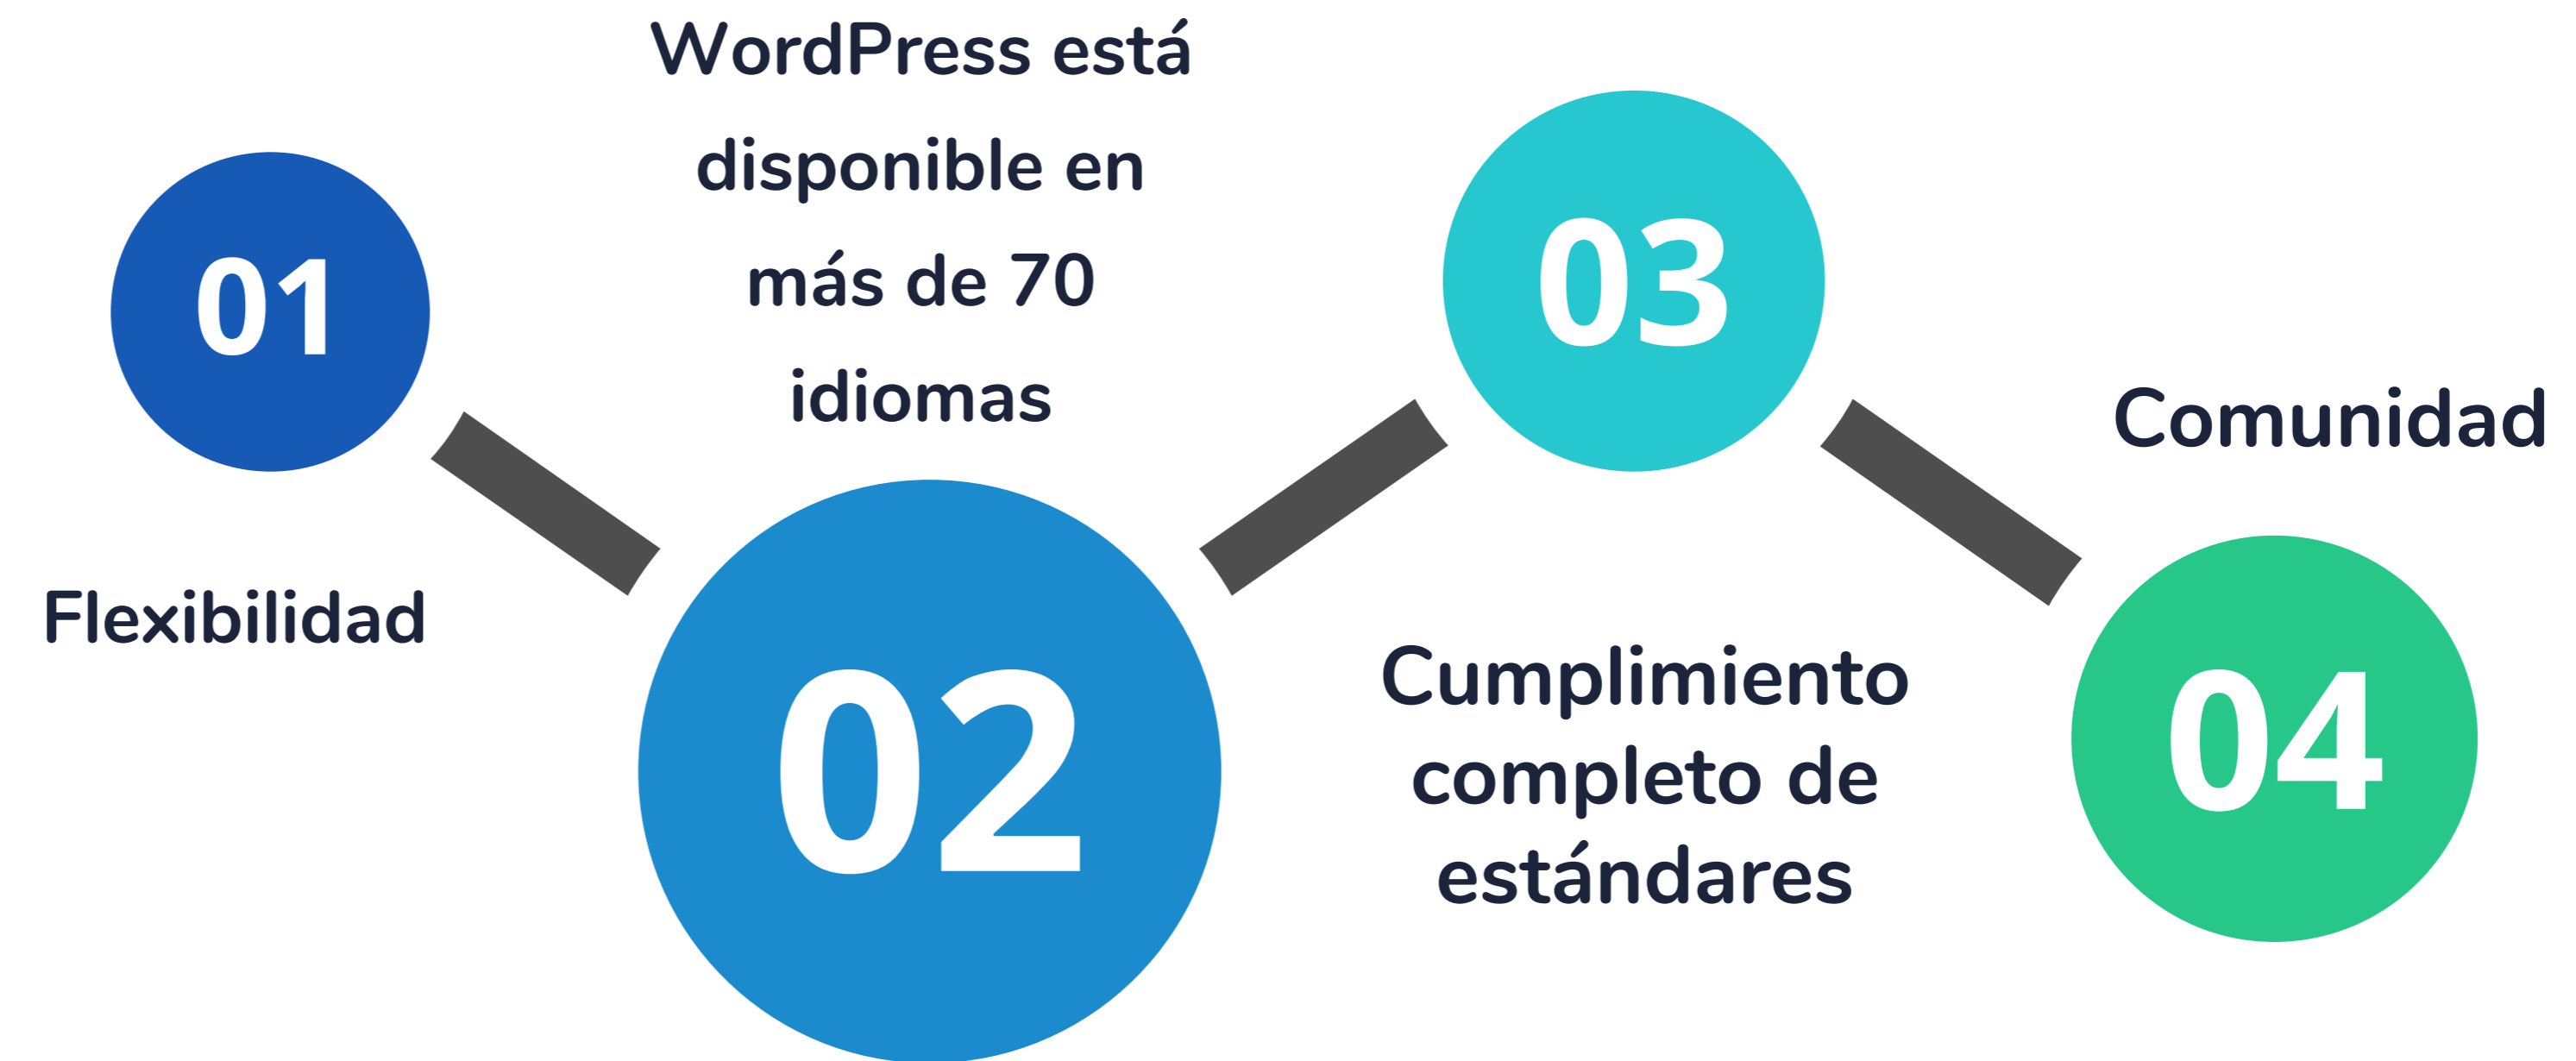 01
Flexibilidad
WordPress está
disponible en
más de 70
idiomas
02
03
Cumplimiento
completo de
estándares
Comunidad
04